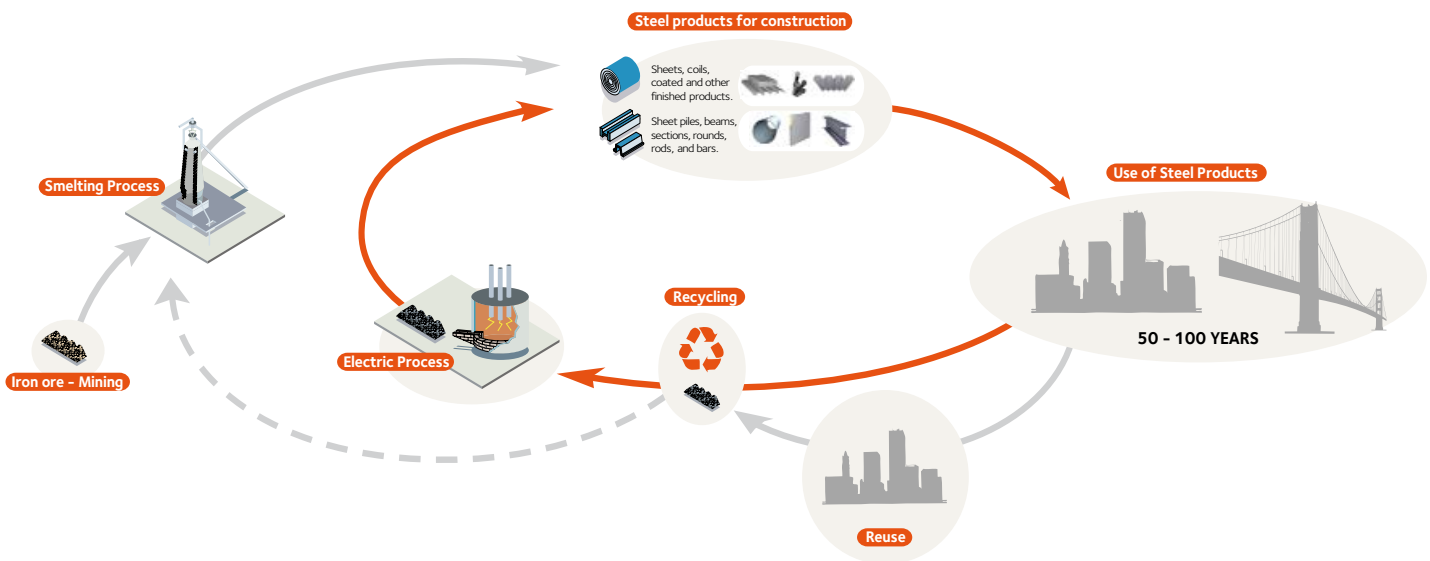 Steel products for construction
Sheets, coils,
coated and other
finished products.
Sheet piles, beams,
sections, rounds,
rods, and bars.
Smelting Process
Use of Steel Products
50 - 100 YEARS
Recycling
Electric Process
Iron ore - Mining
Reuse